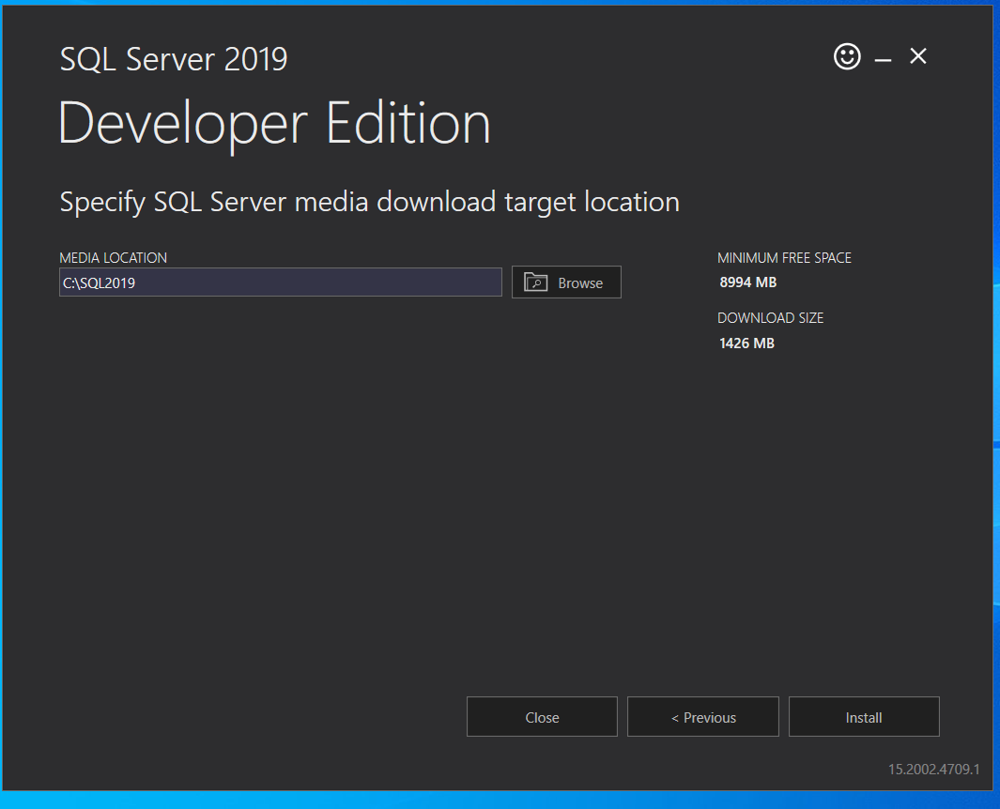 SQL Server 2019
Developer Edition
Specify SQL Server media download target location
MEDIA LOCATION
C:\SQL2019
Browse
MINIMUM FREE SPACE
8994 MB
DOWNLOAD SIZE
1426 MB
Close
< Previous
Install
15.2002.4709.1